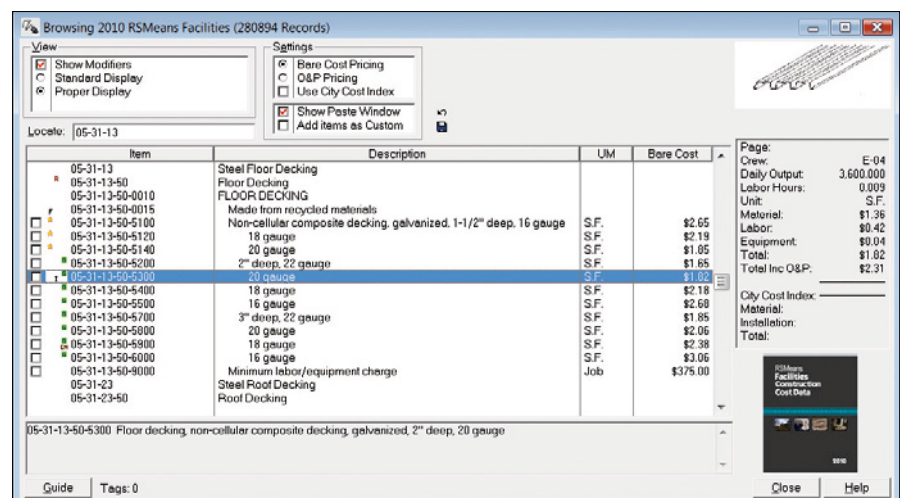 Browsing 2010 RSMeans Facilities (280894 Records)
View
Show Modifiers
Standard Display
Proper Display
Settings
Bare Cost Pricing
O&P Pricing
Use City Cost Index
Show Paste Window
Add items as Custom
Locate: 05-31-13
Item Description UM Bare Cost
05-31-13 Steel Floor Decking
R 05-31-13-50 Floor Decking
05-31-13-50-0010 FLOOR DECKING
05-31-13-50-0015 Made from recycled materials
05-31-13-50-5100 Non-cellular composite decking, galvanized, 1-1/2" deep, 16 gauge S.F. $2.65
05-31-13-50-5120 18 gauge S.F. $2.19
05-31-13-50-5140 20 gauge S.F. $1.85
05-31-13-50-5200 2" deep, 22 gauge S.F. $1.65
05-31-13-50-5300 20 gauge S.F. $1.82
05-31-13-50-5400 18 gauge S.F. $2.18
05-31-13-50-5500 16 gauge S.F. $2.68
05-31-13-50-5700 3" deep, 22 gauge S.F. $1.85
05-31-13-50-5800 20 gauge S.F. $2.06
05-31-13-50-5900 18 gauge S.F. $2.38
05-31-13-50-6000 16 gauge S.F. $3.06
05-31-13-50-9000 Minimum labor/equipment charge Job $375.00
05-31-23 Steel Roof Decking
05-31-23-50 Roof Decking
05-31-13-50-5300 Floor decking, non-cellular composite decking, galvanized, 2" deep, 20 gauge
Page:
Crew: E-04
Daily Output: 3,600.000
Labor Hours: 0.009
Unit: S.F.
Material: $1.36
Labor: $0.42
Equipment: $0.04
Total: $1.82
Total Inc O&P: $2.31
City Cost Index:
Material:
Installation:
Total:
RSMeans
Facilities
Construction
Cost Data
2010
Guide Tags: 0 Close Help